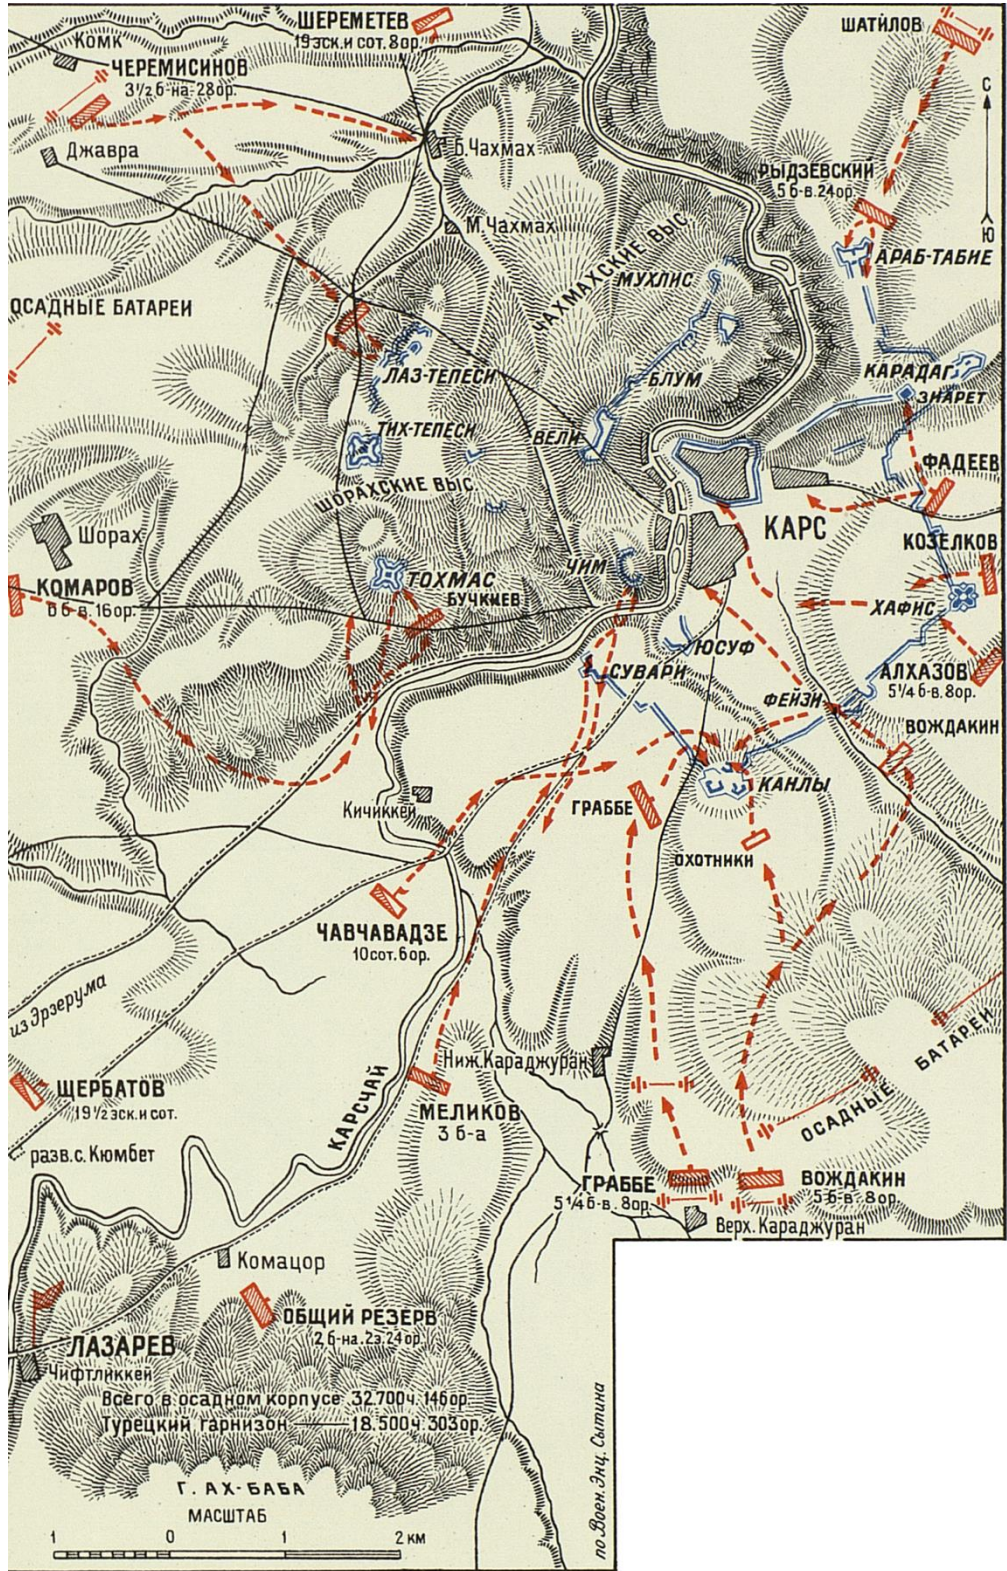 ШЕРЕМЕТЕВ
19 эск. и сот. 8 ор.
ШАТИЛОВ
Комк
ЧЕРЕМИСИНОВ
3½ б-на 28 ор.
С
Ю
Джавра
Б. Чахмах
РЫДЗЕВСКИЙ
5 б-в. 24 ор.
М. Чахмах
ЧАХМАХСКИЕ ВЫС.
АРАБ-ТАБИЕ
МУХЛИС
ОСАДНЫЕ БАТАРЕИ
ЛАЗ-ТЕПЕСИ
БЛУМ
КАРАДАГ
ЗИАРЕТ
ТИХ-ТЕПЕСИ
ВЕЛИ
ФАДЕЕВ
ШОРАХСКИЕ ВЫС.
Шорах
КАРС
КОЗЕЛКОВ
КОМАРОВ
6 б-в. 16 ор.
ТОХМАС
БУЧКИЕВ
ЧИМ
ХАФИС
ЮСУФ
СУВАРИ
АЛХАЗОВ
5¼ б-в. 8 ор.
ФЕЙЗИ
ВОЖДАКИН
КАНЛЫ
Кичиккей
ГРАББЕ
ОХОТНИКИ
ЧАВЧАВАДЗЕ
10 сот. 6 ор.
из Эрзерума
БАТАРЕИ
ОСАДНЫЕ
Ниж. Караджуран
ЩЕРБАТОВ
19½ эск. и сот.
МЕЛИКОВ
3 б-а
КАРСЧАЙ
разв. с. Кюмбет
ГРАББЕ
5¼ б-в. 8 ор.
ВОЖДАКИН
5 б-в. 8 ор.
Верх. Караджуран
Комацор
ОБЩИЙ РЕЗЕРВ
2 б-на. 2 э. 24 ор.
ЛАЗАРЕВ
Чифтликкей
Всего в осадном корпусе 32.700 ч. 146 ор.
Турецкий гарнизон — 18.500 ч. 303 ор.
Г. АХ-БАБА
МАСШТАБ
1 0 1 2 км
по Воен. Энц. Сытина